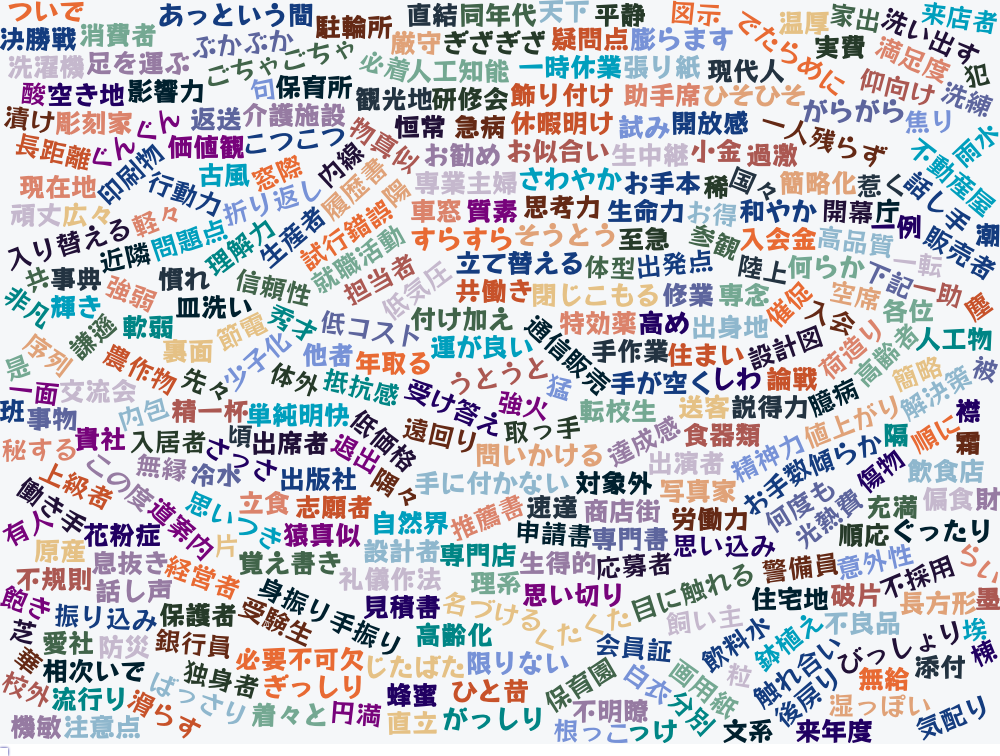 ついで
あっという間
駐輪所
直結
同年代
天下
平静
図示
でたらめに
温厚
家出
洗い出す
来店者
決勝戦
消費者
ぶかぶか
ごちゃごちゃ
厳守
ぎざぎざ
疑問点
膨らます
実費
満足度
犯
洗濯機
足を運ぶ
必着
人工知能
一時休業
張り紙
現代人
仰向け
洗練
酸
空き地
影響力
句
保育所
観光地
研修会
飾り付け
助手席
ひそひそ
がらがら
焦り
漬け
彫刻家
ぐんぐん
返送
介護施設
恒常
急病
休暇明け
試み
開放感
一人残らず
雨水
長距離
価値観
こつこつ
物真似
お勧め
お似合い
生中継
小金
過激
不動産屋
現在地
印刷物
行動力
古風
窓際
内線
履歴書
専業主婦
さわやか
お手本
稀
国々
簡略化
惹く
話し手
頑丈
広々
軽々
折り返し
試行錯誤
陽
車窓
質素
思考力
生命力
お得
和やか
開幕
庁
一例
販売者
潮
入り替える
近隣
問題点
理解力
生産者
就職活動
すらすら
そうとう
至急
参観
入会金
高品質
一転
共
事典
慣れ
信頼性
担当者
低気圧
立て替える
体型
出発点
陸上
何らか
下記
一助
塵
非凡
輝き
強弱
皿洗い
共働き
閉じこもる
修業
専念
催促
空席
各位
謙遜
軟弱
節電
秀才
低コスト
付け加え
通信販売
特効薬
高め
出身地
入会
荷造り
人工物
是
序列
農作物
裏面
少子化
他者
年取る
運が良い
手作業
住まい
設計図
高齢者
被
一面
交流会
先々
体外
抵抗感
受け答え
うとうと
猛
手が空く
しわ
論戦
臆病
簡略
解決策
班
事物
内包
精一杯
単純明快
低価格
強火
転校生
送客
説得力
値上がり
襟
秘する
貴社
入居者
さっさ
頃
出席者
退出
遠回り
取っ手
問いかける
達成感
食器類
精神力
お手数
傾らか
隔
順に
霜
上級者
この度
無縁
冷水
出版社
隅々
手に付かない
対象外
出演者
写真家
何度も
傷物
飲食店
働き手
道案内
思いつき
立食
志願者
自然界
推薦書
速達
商店街
労働力
光熱費
充満
偏食
財
有人
花粉症
片
猿真似
申請書
専門書
思い込み
順応
ぐったり
原産
息抜き
経営者
覚え書き
設計者
専門店
生得的
応募者
警備員
意外性
不採用
らい
不規則
話し声
身振り手振り
礼儀作法
理系
思い切り
目に触れる
住宅地
破片
長方形
墨
飽き
振り込み
保護者
受験生
見積書
名づける
くたくた
飼い主
飲料水
鉢植え
不良品
びっしょり
埃
芝
愛社
防災
銀行員
高齢化
会員証
触れ合い
棟
華
相次いで
独身者
必要不可欠
じたばた
限りない
白衣
画用紙
粒
後戻り
無給
添付
校外
流行り
濁らす
ばっさり
ぎっしり
蜂蜜
ひと昔
保育園
不明瞭
分別
湿っぽい
機敏
注意点
着々と
円満
直立
がっしり
根っこ
つけ
文系
来年度
気配り